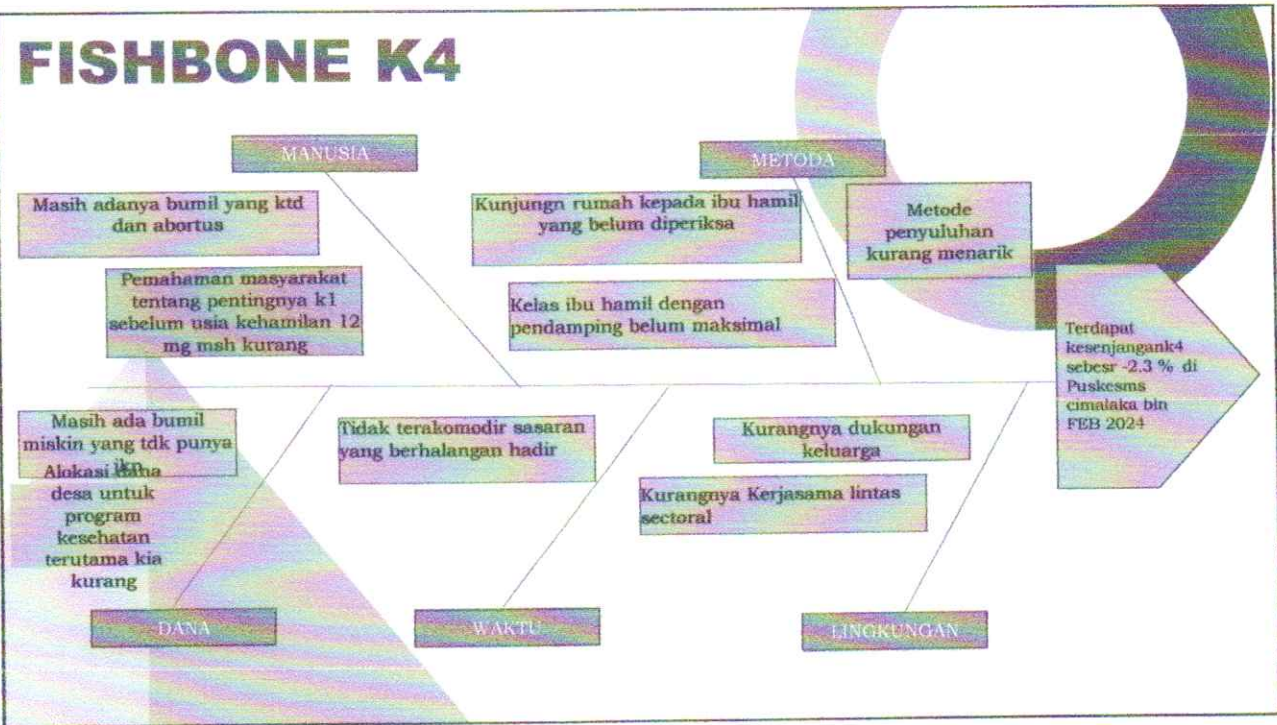 FISHBONE K4
MANUSIA
METODA
Masih adanya bumil yang ktd
dan abortus
Kunjungn rumah kepada ibu hamil
yang belum diperiksa
Metode
penyuluhan
kurang menarik
Pemahaman masyarakat
tentang pentingnya k1
sebelum usia kehamilan 12
mg msh kurang
Kelas ibu hamil dengan
pendamping belum maksimal
Terdapat
kesenjangank4
sebesr -2.3 % di
Puskesms
cimalaka bln
FEB 2024
Masih ada bumil
miskin yang tdk punya
jkn
Alokasi dana
desa untuk
program
kesehatan
terutama kia
kurang
Tidak terakomodir sasaran
yang berhalangan hadir
Kurangnya dukungan
keluarga
Kurangnya Kerjasama lintas
sectoral
DANA
WAKTU
LINGKUNGAN